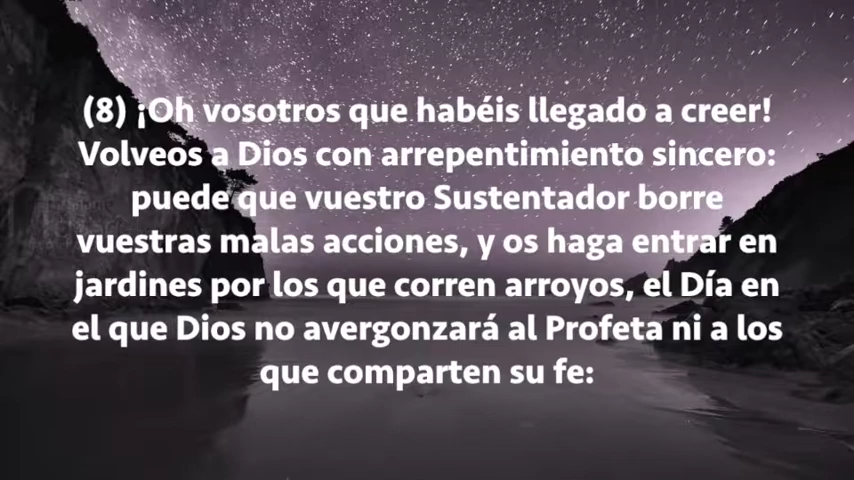 (8) ¡Oh vosotros que habéis llegado a creer!
Volveos a Dios con arrepentimiento sincero:
puede que vuestro Sustentador borre
vuestras malas acciones, y os haga entrar en
jardines por los que corren arroyos, el Día en
el que Dios no avergonzará al Profeta ni a los
que comparten su fe: